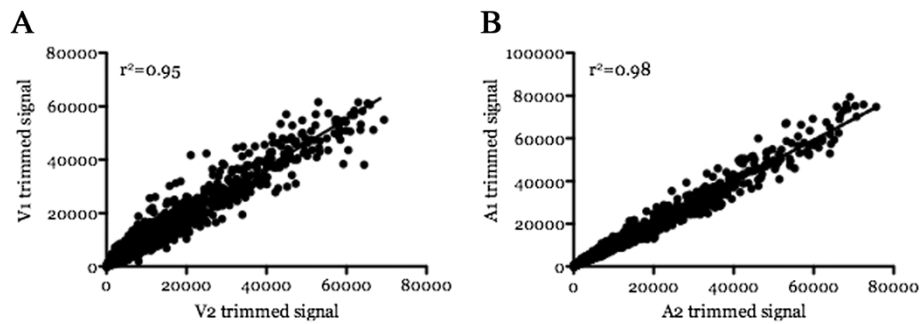 A
80000
r²=0.95
60000
40000
20000
0
V1 trimmed signal
0 20000 40000 60000 80000
V2 trimmed signal
B
100000
r²=0.98
80000
60000
40000
20000
0
A1 trimmed signal
0 20000 40000 60000 80000
A2 trimmed signal